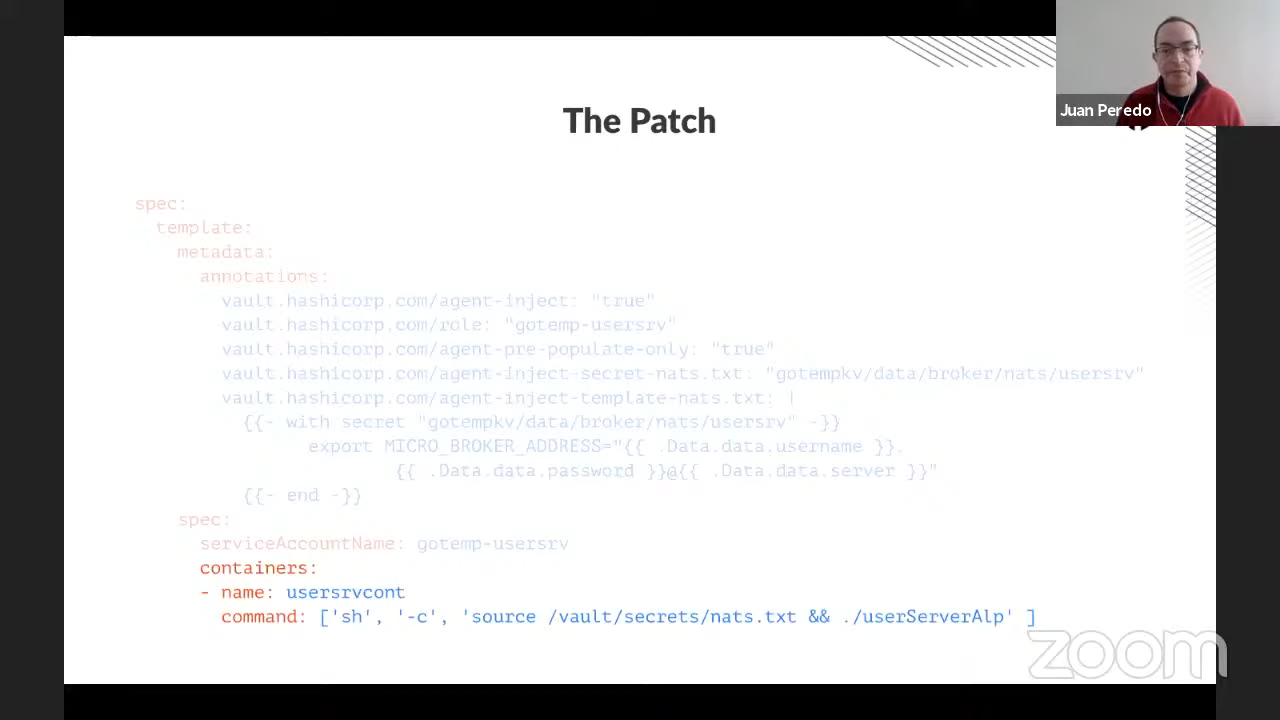 The Patch
Juan Peredo
spec:
template:
metadata:
annotations:
vault.hashicorp.com/agent-inject: "true"
vault.hashicorp.com/role: "gotemp-usersrv"
vault.hashicorp.com/agent-pre-populate-only: "true"
vault.hashicorp.com/agent-inject-secret-nats.txt: "gotempkv/data/broker/nats/usersrv"
vault.hashicorp.com/agent-inject-template-nats.txt: |
{{- with secret "gotempkv/data/broker/nats/usersrv" -}}
export MICRO_BROKER_ADDRESS="{{ .Data.data.username }}.
{{ .Data.data.password }}@{{ .Data.data.server }}"
{{- end -}}
spec:
serviceAccountName: gotemp-usersrv
containers:
- name: usersrvcont
command: ['sh', '-c', 'source /vault/secrets/nats.txt && ./userServerAlp' ]
zoom